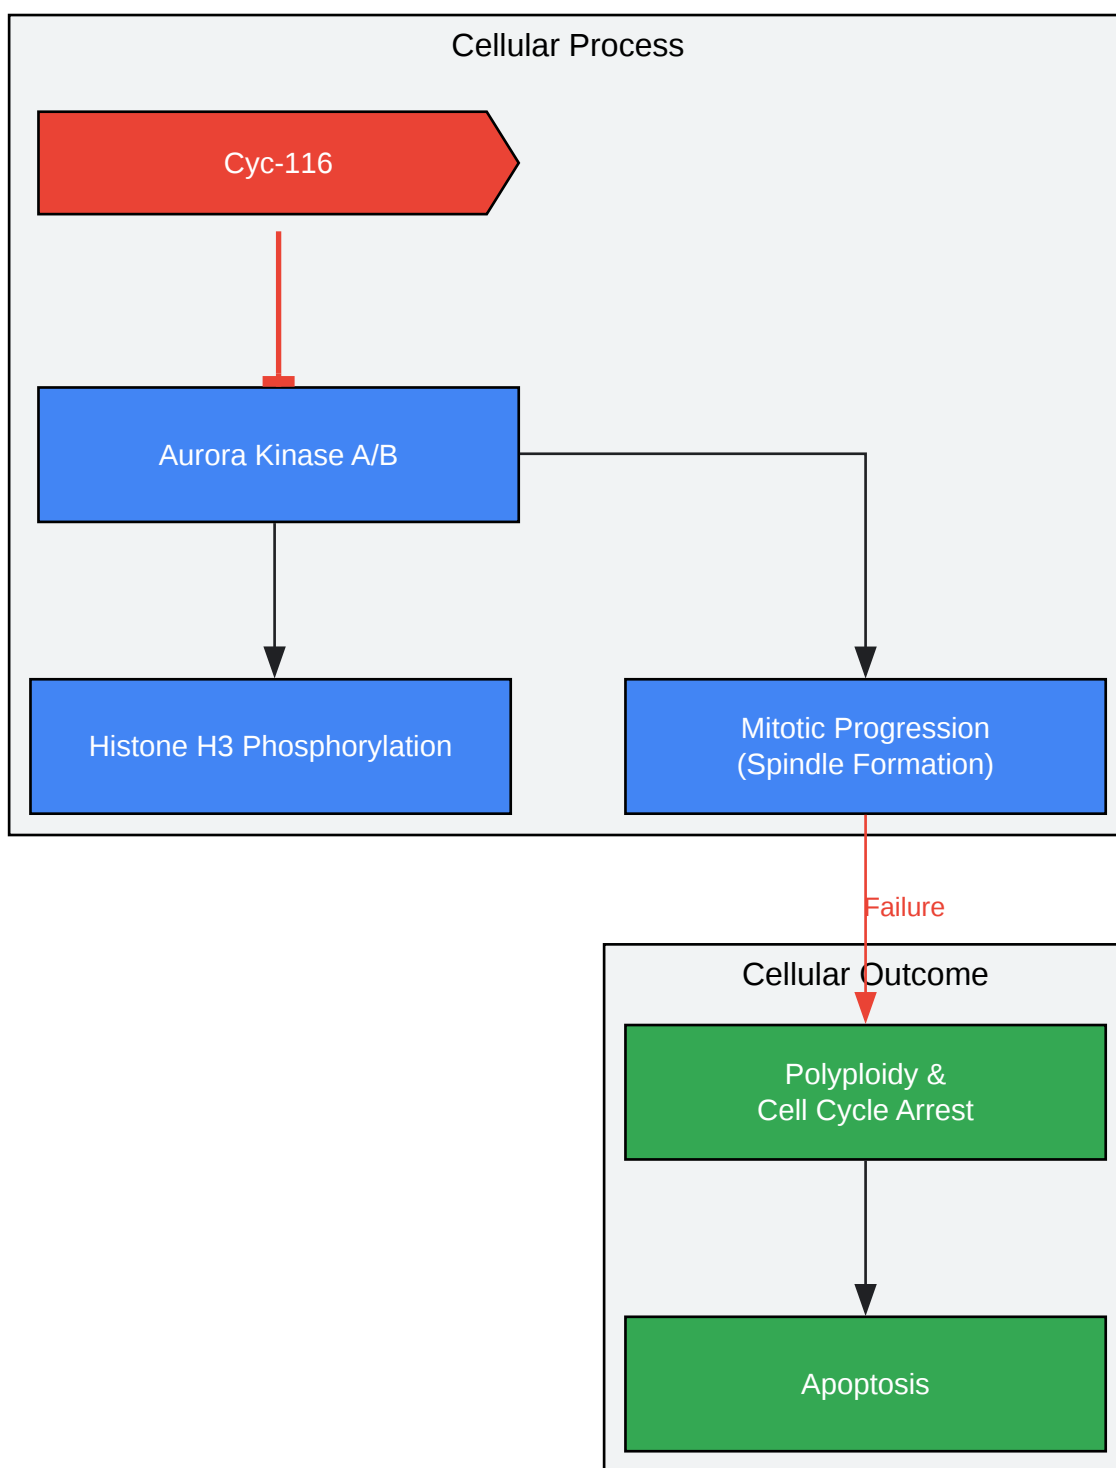 Cellular Process
Cyc-116
Aurora Kinase A/B
Histone H3 Phosphorylation
Mitotic Progression
(Spindle Formation)
Failure
Cellular Outcome
Polyploidy &
Cell Cycle Arrest
Apoptosis